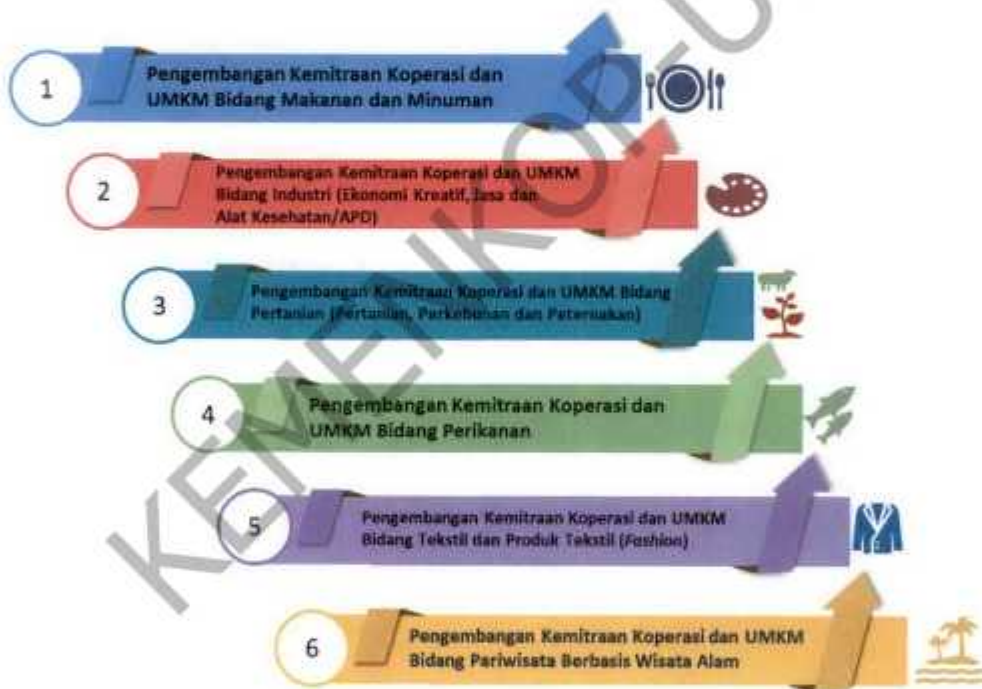 1
Pengembangan Kemitraan Koperasi dan
UMKM Bidang Makanan dan Minuman
2
Pengembangan Kemitraan Koperasi dan UMKM
Bidang Industri (Ekonomi Kreatif, Jasa dan
Alat Kesehatan/APD)
3
Pengembangan Kemitraan Koperasi dan UMKM Bidang
Pertanian (Pertanian, Perkebunan dan Peternakan)
4
Pengembangan Kemitraan Koperasi dan
UMKM Bidang Perikanan
5
Pengembangan Kemitraan Koperasi dan UMKM
Bidang Tekstil dan Produk Tekstil (Fashion)
6
Pengembangan Kemitraan Koperasi dan UMKM
Bidang Pariwisata Berbasis Wisata Alam
KEMENKOP-U